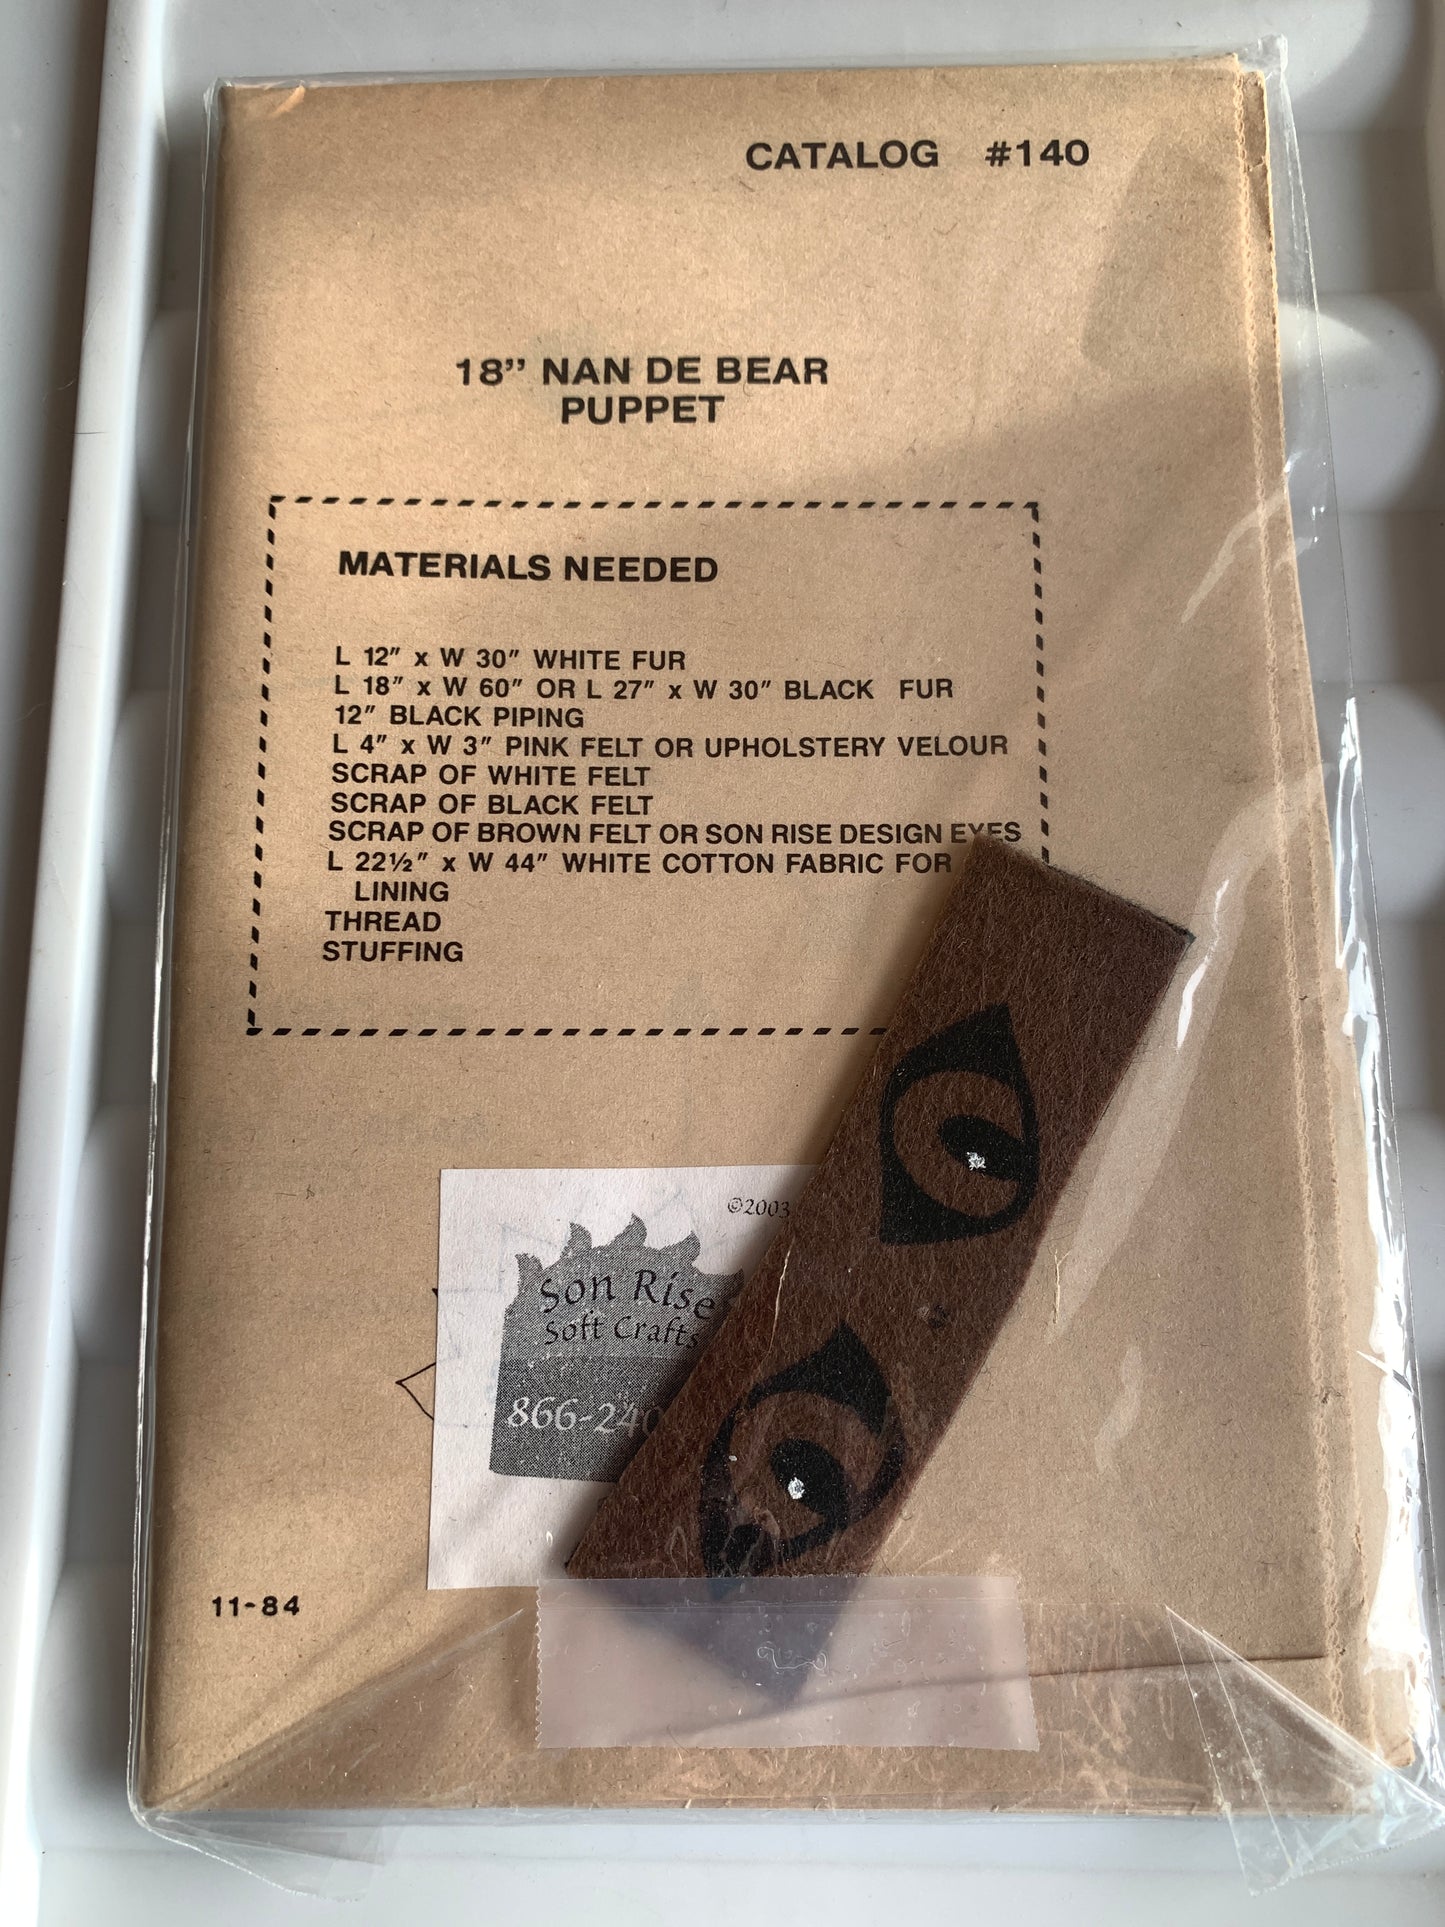 CATALOG #140
18” NAN DE BEAR
PUPPET
MATERIALS NEEDED
L 12" x W 30" WHITE FUR
L 18" x W 60" OR L 27" x W 30" BLACK FUR
12" BLACK PIPING
L 4" x W 3" PINK FELT OR UPHOLSTERY VELOUR
SCRAP OF WHITE FELT
SCRAP OF BLACK FELT
SCRAP OF BROWN FELT OR SON RISE DESIGN EYES
L 22½" x W 44" WHITE COTTON FABRIC FOR
LINING
THREAD
STUFFING
©2003
Son Rise
Soft Crafts
866-240
11-84